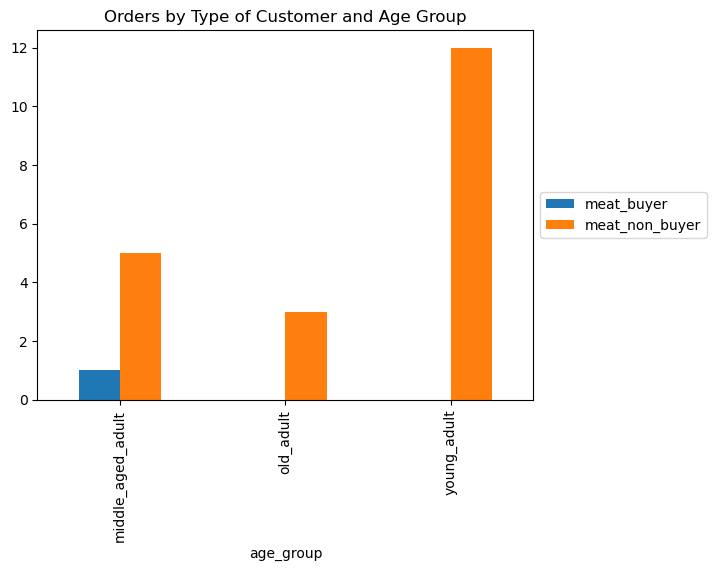 Orders by Type of Customer and Age Group
12
10
8
6
4
2
0
meat_buyer
meat_non_buyer
middle_aged_adult
old_adult
young_adult
age_group